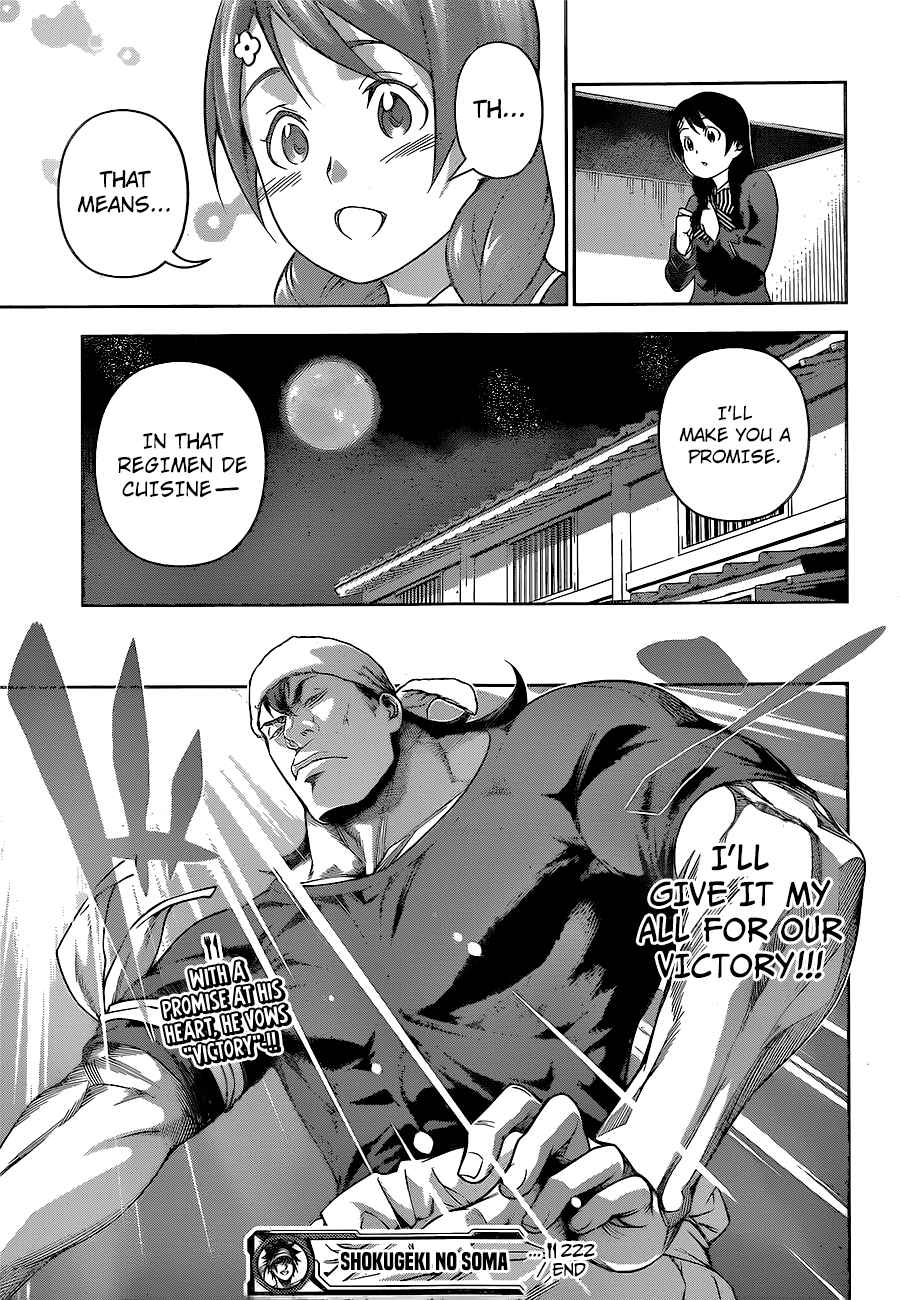 TH...
THAT
MEANS...
I'LL
MAKE YOU A
PROMISE.
IN THAT
REGIMEN DE
CUISINE—
I'LL
GIVE IT MY
ALL FOR OUR
VICTORY!!!
WITH A
PROMISE AT HIS
HEART, HE VOWS
"VICTORY"-!!
SHOKUGEKI NO SOMA
....222
/ END